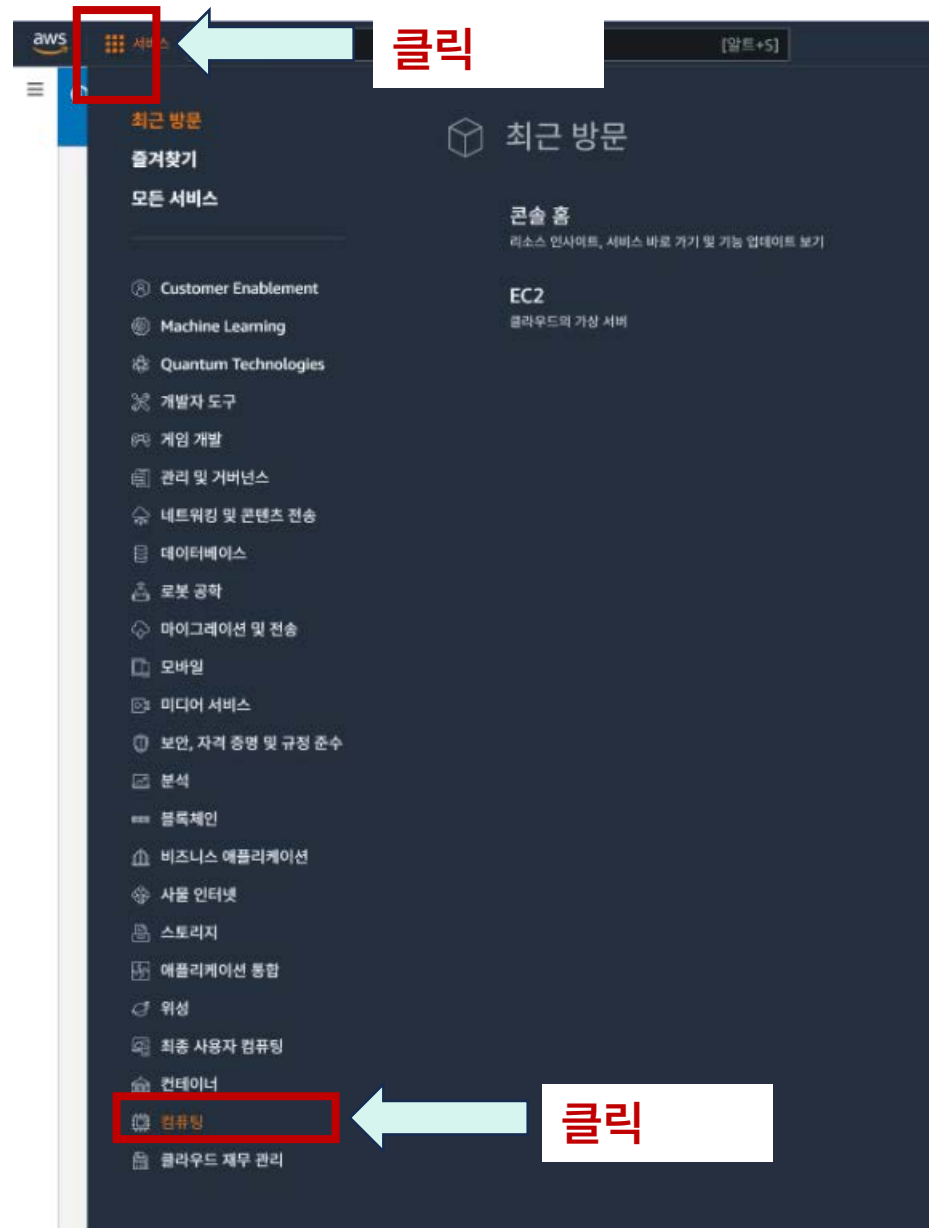 aws
서비스
클릭
[알트+S]
최근 방문
즐겨찾기
모든 서비스
최근 방문
콘솔 홈
리소스 인사이트, 서비스 바로 가기 및 기능 업데이트 보기
EC2
클라우드의 가상 서버
Customer Enablement
Machine Learning
Quantum Technologies
개발자 도구
게임 개발
관리 및 거버넌스
네트워킹 및 콘텐츠 전송
데이터베이스
로봇 공학
마이그레이션 및 전송
모바일
미디어 서비스
보안, 자격 증명 및 규정 준수
분석
블록체인
비즈니스 애플리케이션
사물 인터넷
스토리지
애플리케이션 통합
위성
최종 사용자 컴퓨팅
컨테이너
컴퓨팅
클릭
클라우드 재무 관리